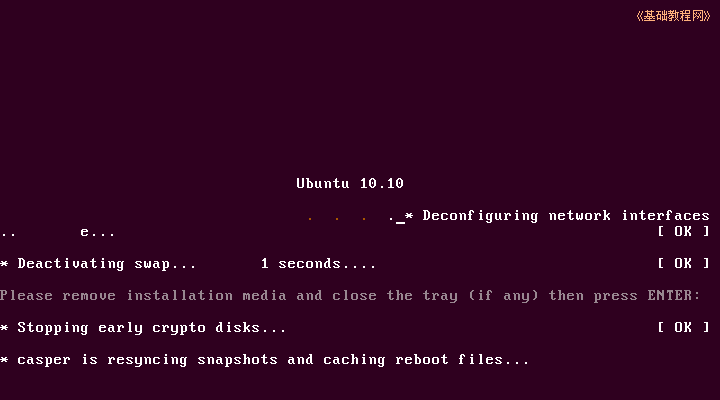 《基础教程网》
Ubuntu 10.10
. . . ._* Deconfiguring network interfaces
.. e... [ OK ]
* Deactivating swap... 1 seconds.... [ OK ]
Please remove installation media and close the tray (if any) then press ENTER:
* Stopping early crypto disks... [ OK ]
* casper is resyncing snapshots and caching reboot files...